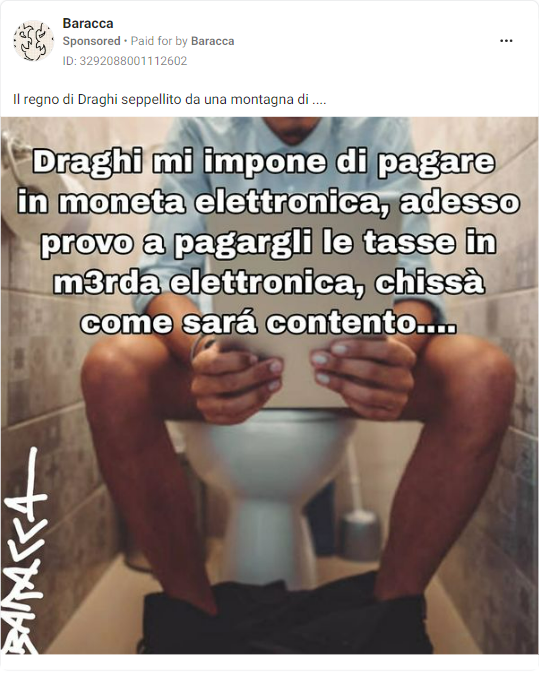 Baracca
Sponsored • Paid for by Baracca
ID: 3292088001112602
Il regno di Draghi seppellito da una montagna di ....
Draghi mi impone di pagare
in moneta elettronica, adesso
provo a pagargli le tasse in
m3rda elettronica, chissà
come sará contento....
BARACCA